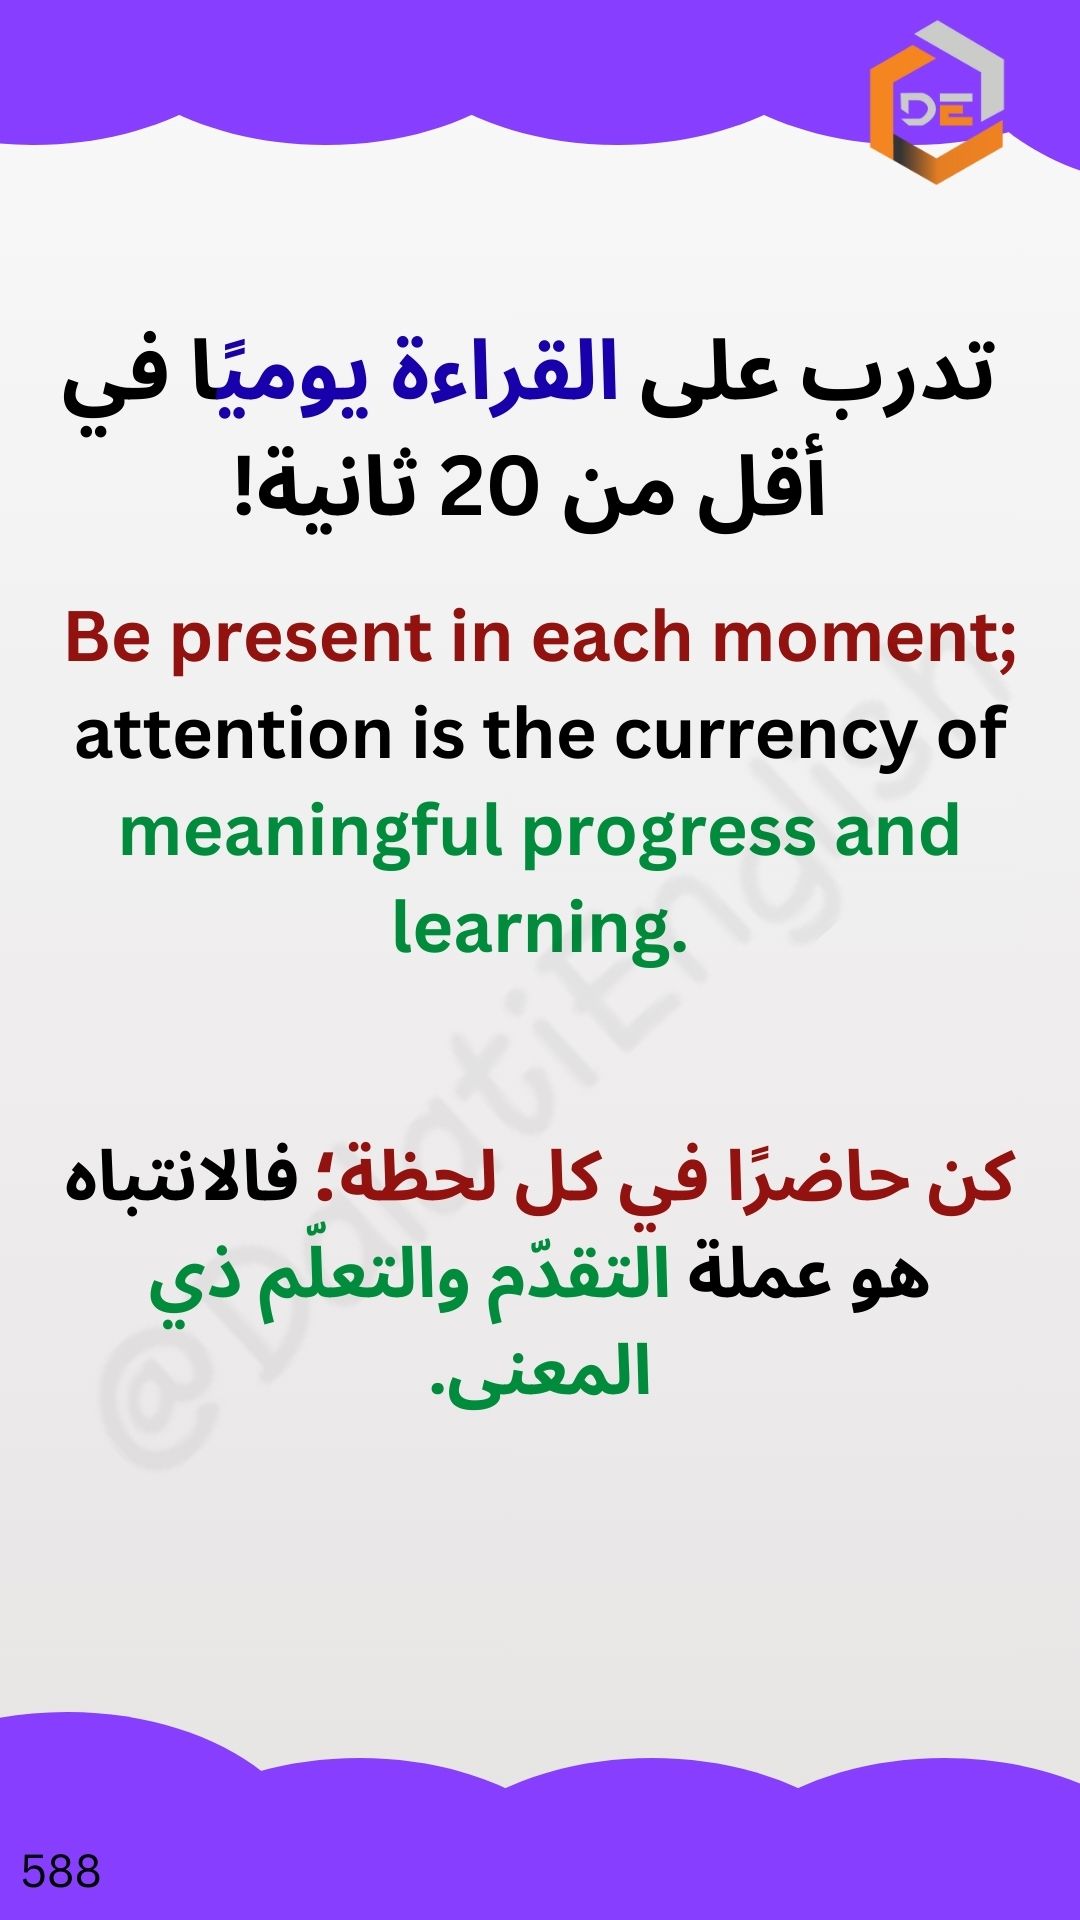 DE
تدرب على القراءة يوميًا في
أقل من 20 ثانية!
Be present in each moment;
attention is the currency of
meaningful progress and
learning.
كن حاضرًا في كل لحظة؛ فالانتباه
هو عملة التقدّم والتعلّم ذي
المعنى.
@DalatiEnglish
588